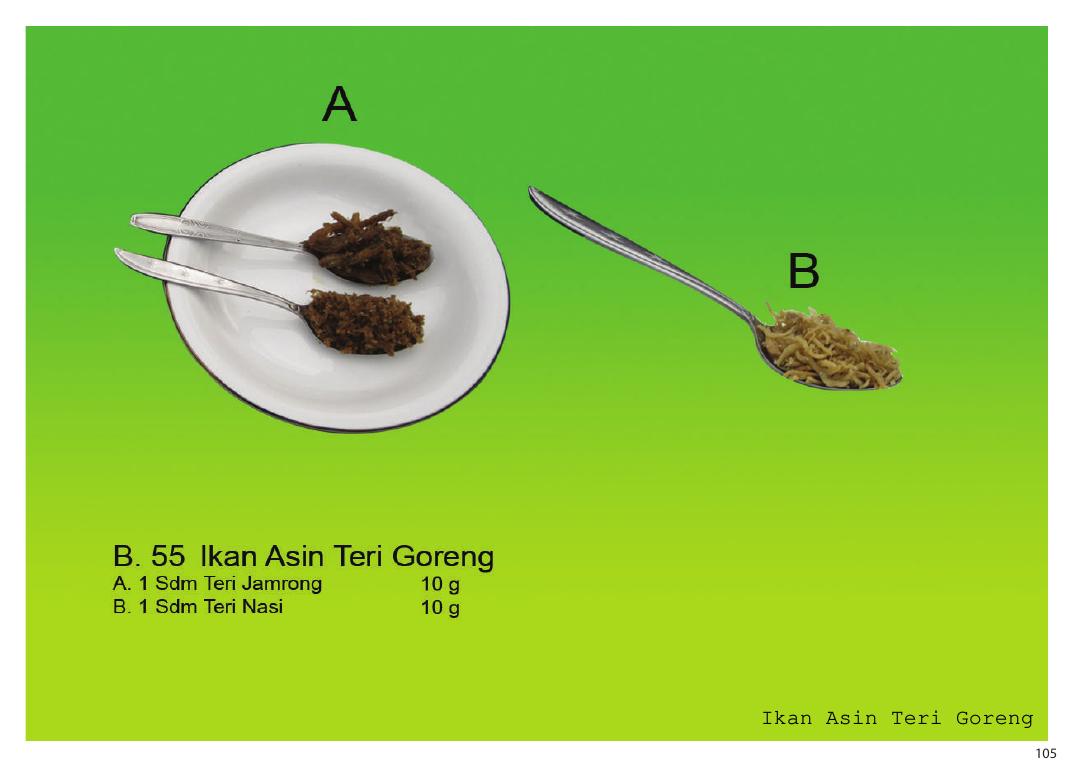 A
B
B. 55 Ikan Asin Teri Goreng
A. 1 Sdm Teri Jamrong 10 g
B. 1 Sdm Teri Nasi 10 g
Ikan Asin Teri Goreng
105